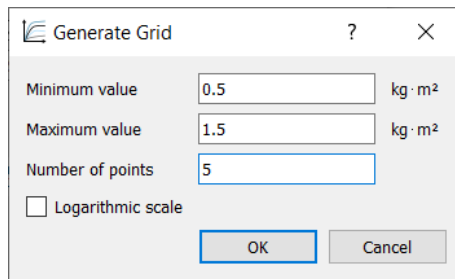 Generate Grid ?
Minimum value 0.5 kg·m²
Maximum value 1.5 kg·m²
Number of points 5
Logarithmic scale
OK Cancel